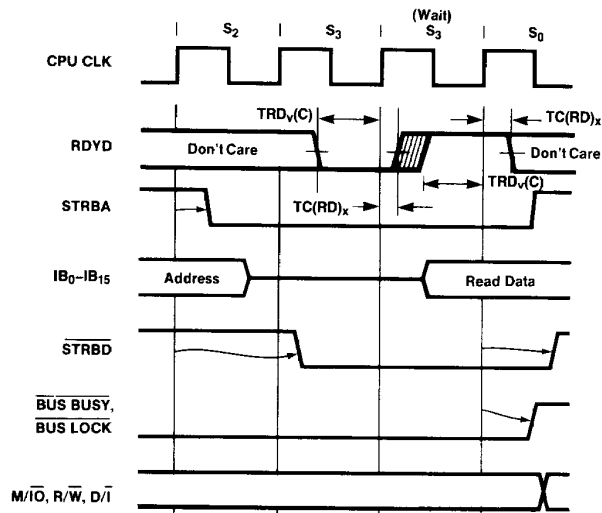 (Wait)
S2 S3 S3 S0
CPU CLK
TRDV(C) TC(RD)X
RDYD Don't Care Don't Care
TRDV(C)
STRBA TC(RD)X
IB0–IB15 Address Read Data
STRBD
BUS BUSY,
BUS LOCK
M/IO, R/W, D/I